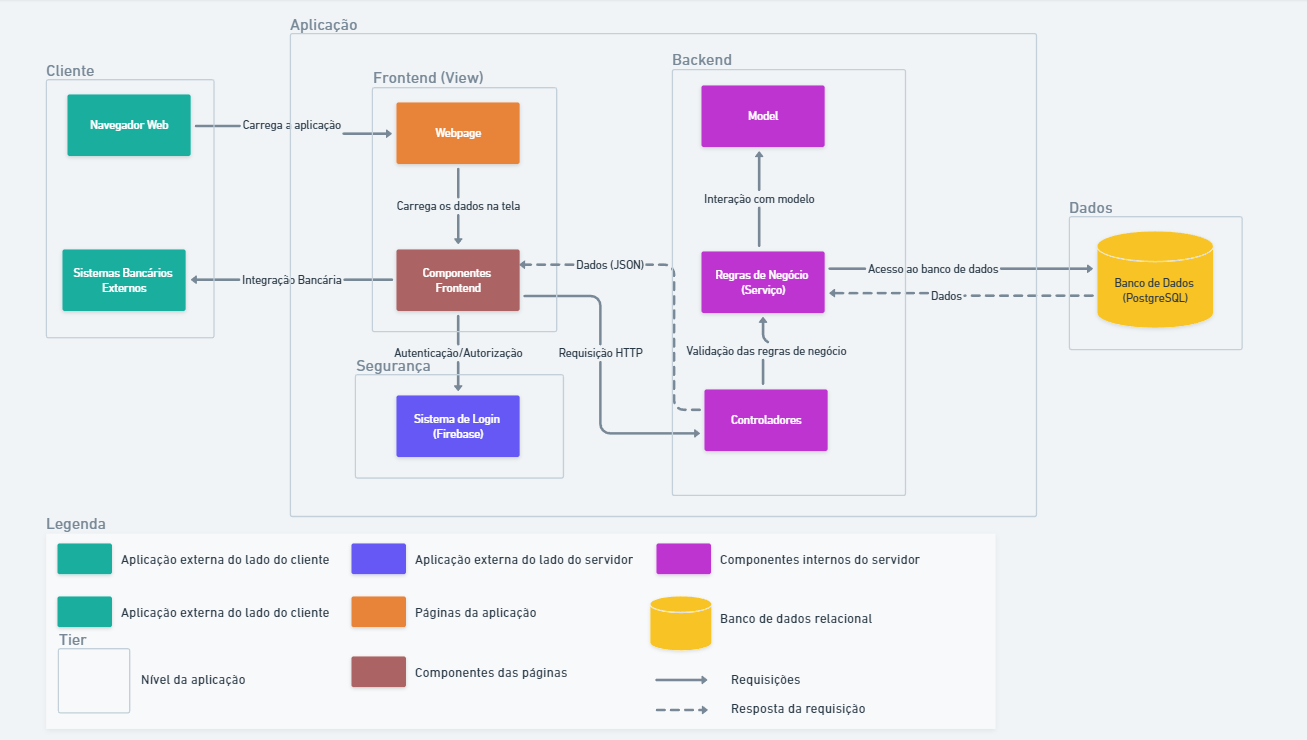 Aplicação
Cliente
Frontend (View)
Backend
Navegador Web
Carrega a aplicação
Webpage
Model
Carrega os dados na tela
Interação com modelo
Dados
Sistemas Bancários
Externos
Integração Bancária
Componentes
Frontend
Dados (JSON)
Regras de Negócio
(Serviço)
Acesso ao banco de dados
Dados
Banco de Dados
(PostgreSQL)
Autenticação/Autorização
Requisição HTTP
Validação das regras de negócio
Segurança
Sistema de Login
(Firebase)
Controladores
Legenda
Aplicação externa do lado do cliente
Aplicação externa do lado do servidor
Componentes internos do servidor
Aplicação externa do lado do cliente
Páginas da aplicação
Banco de dados relacional
Tier
Nível da aplicação
Componentes das páginas
Requisições
Resposta da requisição